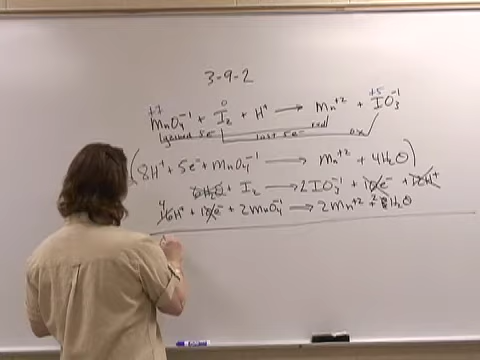 3-9-2
+7 0 +5
MnO₄⁻¹ + I₂ + H⁺ → Mn⁺² + IO₃⁻¹
gained 5e⁻ red
lost 5e⁻ ox
(8H⁺ + 5e⁻ + MnO₄⁻¹ → Mn⁺² + 4H₂O)
6H₂O + I₂ → 2IO₃⁻¹ + 10e⁻ + 12H⁺
4
16H⁺ + 10e⁻ + 2MnO₄⁻¹ → 2Mn⁺² + 2 8H₂O